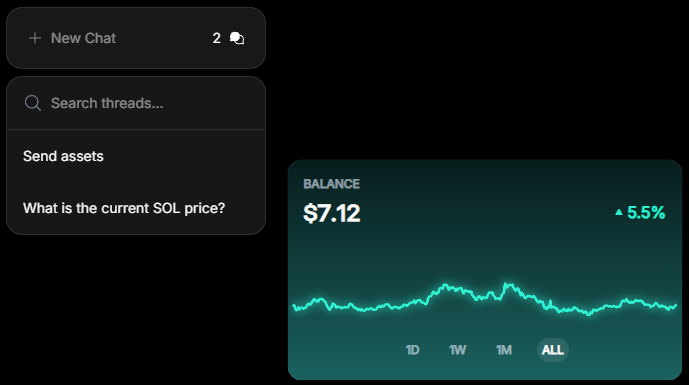 New Chat
2
Search threads...
Send assets
What is the current SOL price?
BALANCE
$7.12
5.5%
1D
1W
1M
ALL